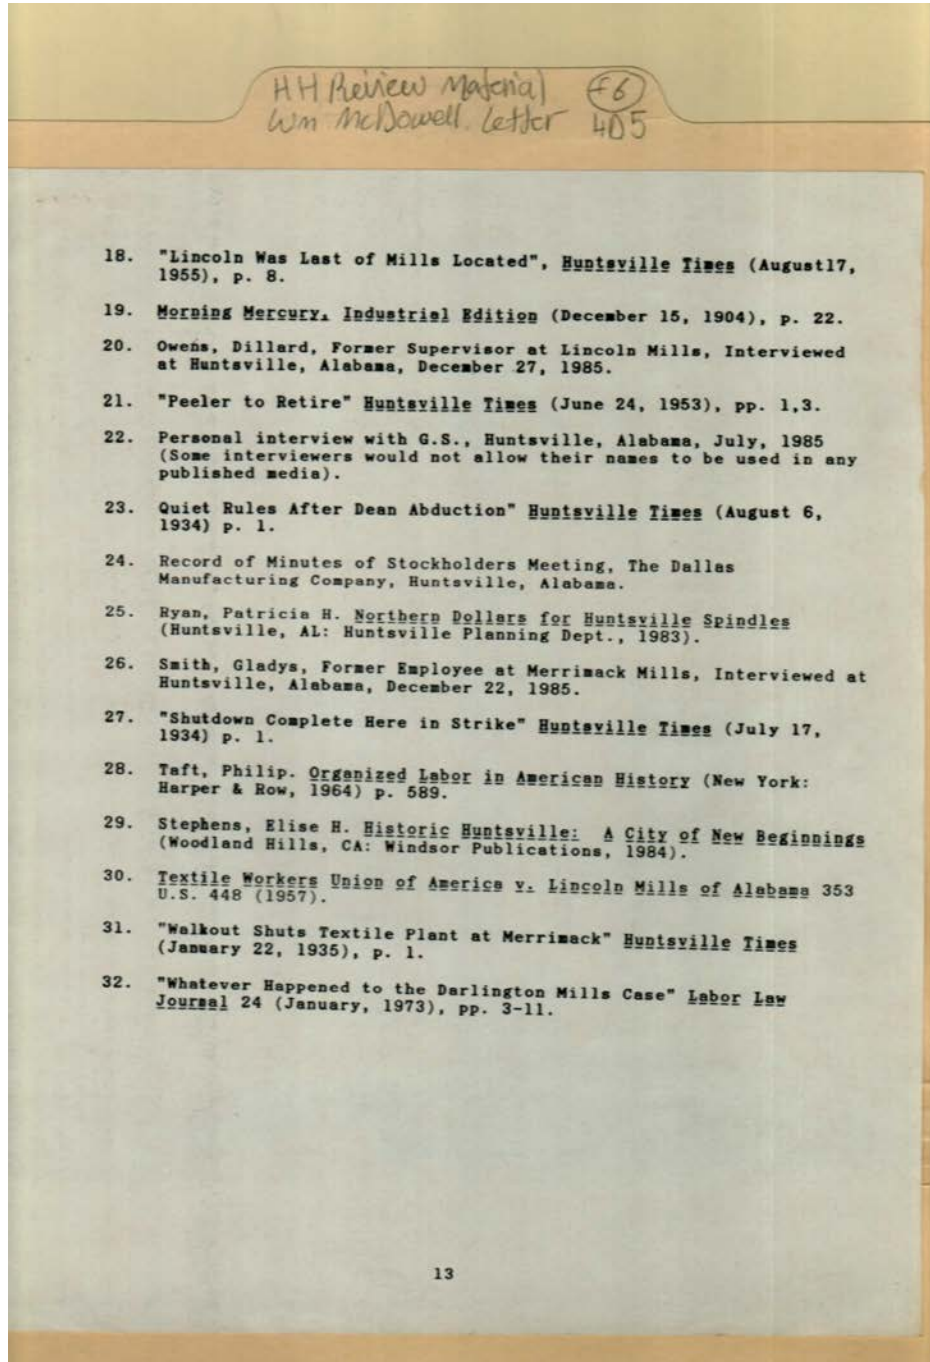 HH Review Material F6
Wm McDowell Letter 4D5
18. "Lincoln Was Last of Mills Located", Huntsville Times (August17,
1955), p. 8.
19. Morning Mercury, Industrial Edition (December 15, 1904), p. 22.
20. Owens, Dillard, Former Supervisor at Lincoln Mills, Interviewed
at Huntsville, Alabama, December 27, 1985.
21. "Peeler to Retire" Huntsville Times (June 24, 1953), pp. 1,3.
22. Personal interview with G.S., Huntsville, Alabama, July, 1985
(Some interviewers would not allow their names to be used in any
published media).
23. Quiet Rules After Dean Abduction" Huntsville Times (August 6,
1934) p. 1.
24. Record of Minutes of Stockholders Meeting, The Dallas
Manufacturing Company, Huntsville, Alabama.
25. Ryan, Patricia H. Northern Dollars for Huntsville Spindles
(Huntsville, AL: Huntsville Planning Dept., 1983).
26. Smith, Gladys, Former Employee at Merrimack Mills, Interviewed at
Huntsville, Alabama, December 22, 1985.
27. "Shutdown Complete Here in Strike" Huntsville Times (July 17,
1934) p. 1.
28. Taft, Philip. Organized Labor in American History (New York:
Harper & Row, 1964) p. 589.
29. Stephens, Elise H. Historic Huntsville: A City of New Beginnings
(Woodland Hills, CA: Windsor Publications, 1984).
30. Textile Workers Union of America v. Lincoln Mills of Alabama 353
U.S. 448 (1957).
31. "Walkout Shuts Textile Plant at Merrimack" Huntsville Times
(January 22, 1935), p. 1.
32. "Whatever Happened to the Darlington Mills Case" Labor Law
Journal 24 (January, 1973), pp. 3-11.
13